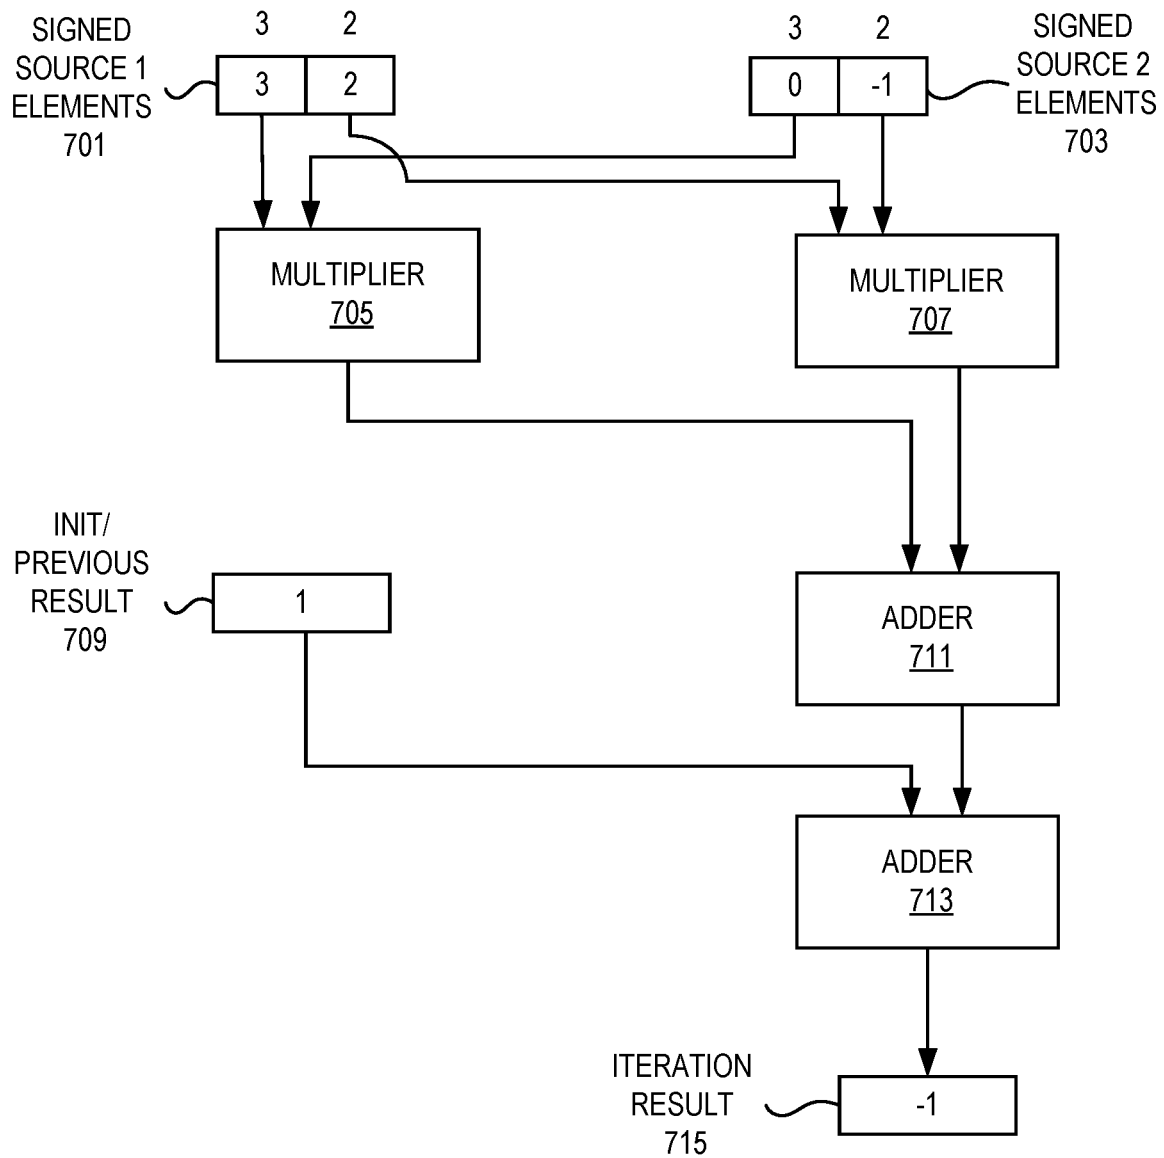 SIGNED
SOURCE 1
ELEMENTS
701
3 2
3 2
3 2
0 -1
SIGNED
SOURCE 2
ELEMENTS
703
MULTIPLIER
705
MULTIPLIER
707
INIT/
PREVIOUS
RESULT
709
1
ADDER
711
ADDER
713
ITERATION
RESULT
715
-1